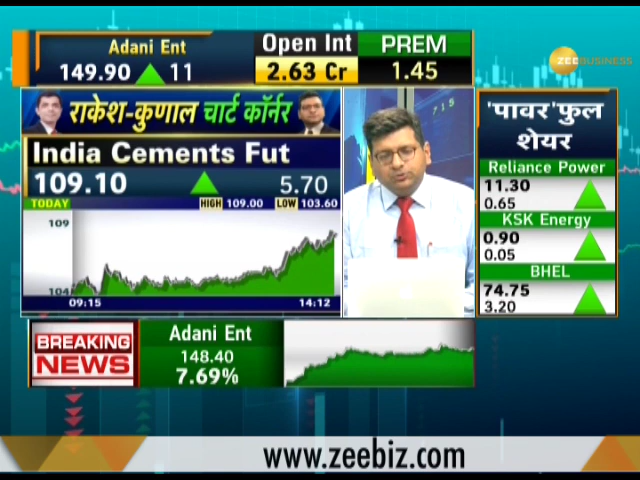 Adani Ent
149.90 11
Open Int
2.63 Cr
PREM
1.45
ZEEBUSINESS
राकेश-कुणाल चार्ट कॉर्नर
India Cements Fut
109.10 5.70
TODAY HIGH 109.00 LOW 103.60
109
104
09:15 14:12
7 1 5
'पावर'फुल
शेयर
Reliance Power
11.30
0.65
KSK Energy
0.90
0.05
BHEL
74.75
3.20
BREAKING
NEWS
Adani Ent
148.40
7.69%
www.zeebiz.com